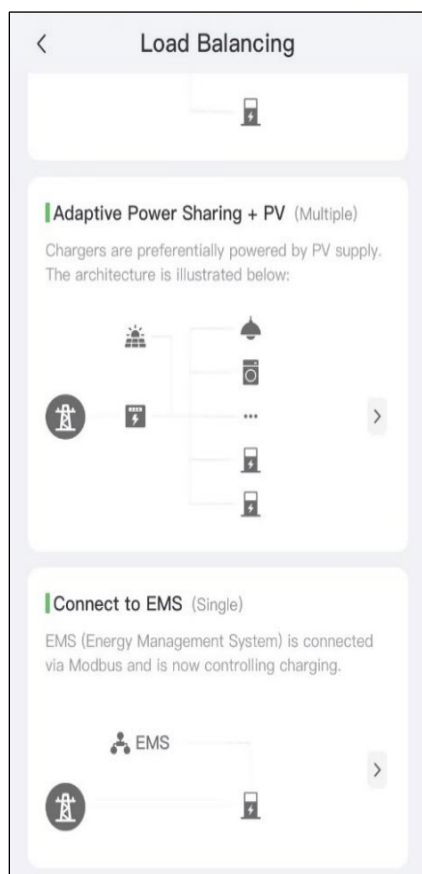 Load Balancing
Adaptive Power Sharing + PV (Multiple)
Chargers are preferentially powered by PV supply.
The architecture is illustrated below:
Connect to EMS (Single)
EMS (Energy Management System) is connected
via Modbus and is now controlling charging.
EMS